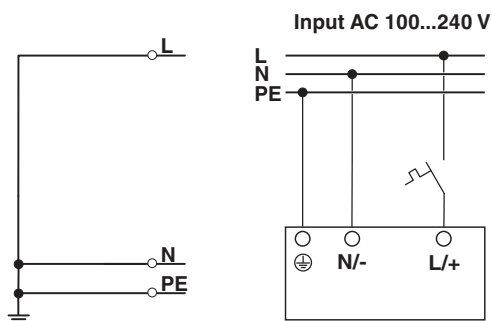 Input AC 100...240 V
L
N
PE
L
N
PE
N/-
L/+